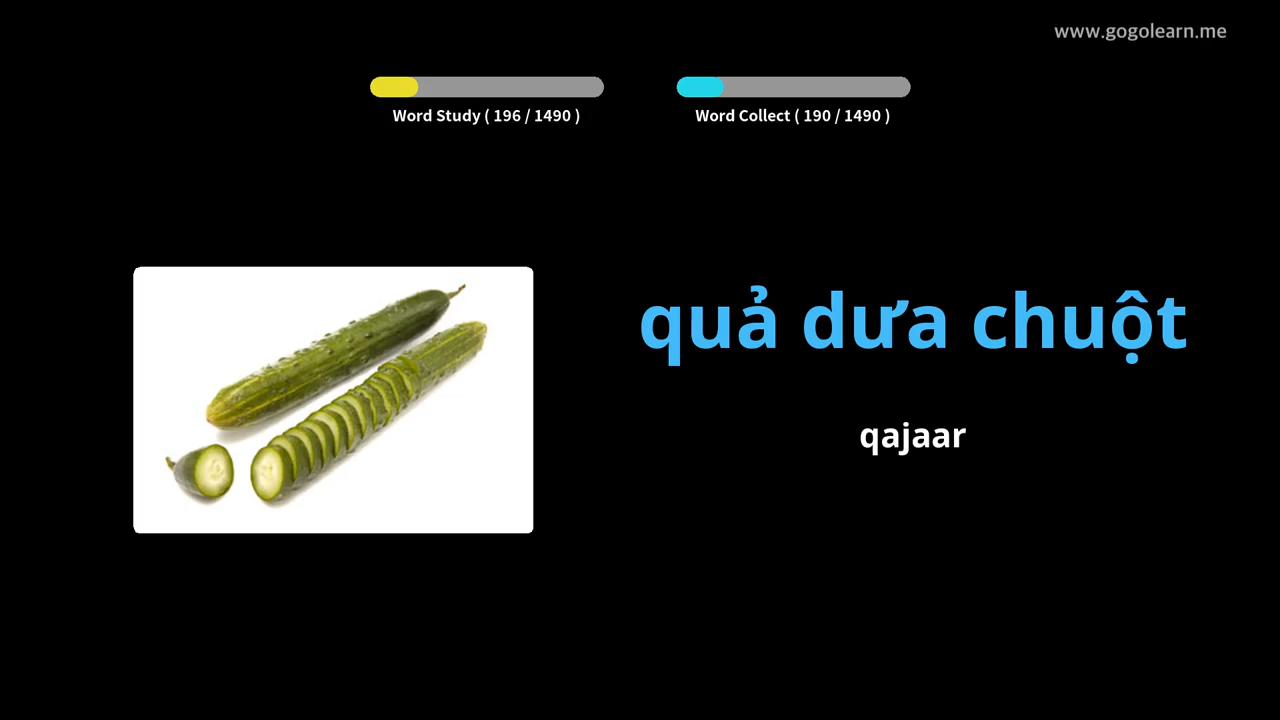 www.gogolearn.me
Word Study ( 196 / 1490 )
Word Collect ( 190 / 1490 )
quả dưa chuột
qajaar